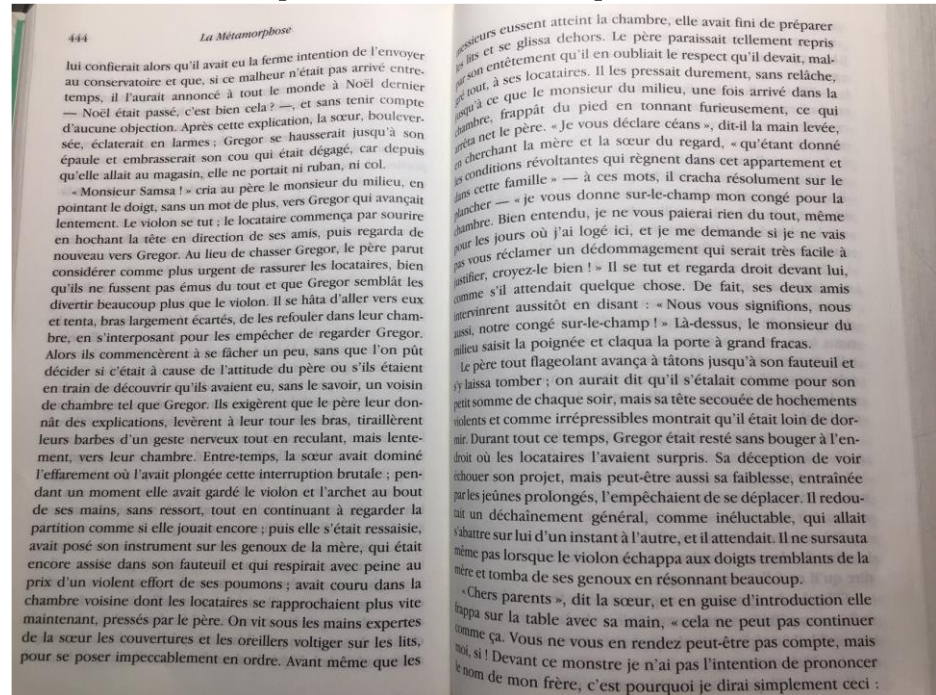 444
La Métamorphose
lui confierait alors qu'il avait eu la ferme intention de l'envoyer
au conservatoire et que, si ce malheur n'était pas arrivé entre-
temps, il l'aurait annoncé à tout le monde à Noël dernier
— Noël était passé, c'est bien cela ? —, et sans tenir compte
d'aucune objection. Après cette explication, la sœur, boulever-
sée, éclaterait en larmes ; Gregor se hausserait jusqu'à son
épaule et embrasserait son cou qui était dégagé, car depuis
qu'elle allait au magasin, elle ne portait ni ruban, ni col.
« Monsieur Samsa ! » cria au père le monsieur du milieu, en
pointant le doigt, sans un mot de plus, vers Gregor qui avançait
lentement. Le violon se tut ; le locataire commença par sourire
en hochant la tête en direction de ses amis, puis regarda de
nouveau vers Gregor. Au lieu de chasser Gregor, le père parut
considérer comme plus urgent de rassurer les locataires, bien
qu'ils ne fussent pas émus du tout et que Gregor semblât les
divertir beaucoup plus que le violon. Il se hâta d'aller vers eux
et tenta, bras largement écartés, de les refouler dans leur cham-
bre, en s'interposant pour les empêcher de regarder Gregor.
Alors ils commencèrent à se fâcher un peu, sans que l'on pût
décider si c'était à cause de l'attitude du père ou s'ils étaient
en train de découvrir qu'ils avaient eu, sans le savoir, un voisin
de chambre tel que Gregor. Ils exigèrent que le père leur don-
nât des explications, levèrent à leur tour les bras, tiraillèrent
leurs barbes d'un geste nerveux tout en reculant, mais lente-
ment, vers leur chambre. Entre-temps, la sœur avait dominé
l'effarement où l'avait plongée cette interruption brutale ; pen-
dant un moment elle avait gardé le violon et l'archet au bout
de ses mains, sans ressort, tout en continuant à regarder la
partition comme si elle jouait encore ; puis elle s'était ressaisie,
avait posé son instrument sur les genoux de la mère, qui était
encore assise dans son fauteuil et qui respirait avec peine au
prix d'un violent effort de ses poumons ; avait couru dans la
chambre voisine dont les locataires se rapprochaient plus vite
maintenant, pressés par le père. On vit sous les mains expertes
de la sœur les couvertures et les oreillers voltiger sur les lits,
pour se poser impeccablement en ordre. Avant même que les
messieurs eussent atteint la chambre, elle avait fini de préparer
les lits et se glissa dehors. Le père paraissait tellement repris
par son entêtement qu'il en oubliait le respect qu'il devait, mal-
gré tout, à ses locataires. Il les pressait durement, sans relâche,
jusqu'à ce que le monsieur du milieu, une fois arrivé dans la
chambre, frappât du pied en tonnant furieusement, ce qui
arrêta net le père. « Je vous déclare céans », dit-il la main levée,
en cherchant la mère et la sœur du regard, « qu'étant donné
les conditions révoltantes qui règnent dans cet appartement et
dans cette famille » — à ces mots, il cracha résolument sur le
plancher — « je vous donne sur-le-champ mon congé pour la
chambre. Bien entendu, je ne vous paierai rien du tout, même
pour les jours où j'ai logé ici, et je me demande si je ne vais
pas vous réclamer un dédommagement qui serait très facile à
justifier, croyez-le bien ! » Il se tut et regarda droit devant lui,
comme s'il attendait quelque chose. De fait, ses deux amis
intervinrent aussitôt en disant : « Nous vous signifions, nous
aussi, notre congé sur-le-champ ! » Là-dessus, le monsieur du
milieu saisit la poignée et claqua la porte à grand fracas.
Le père tout flageolant avança à tâtons jusqu'à son fauteuil et
s'y laissa tomber ; on aurait dit qu'il s'étalait comme pour son
petit somme de chaque soir, mais sa tête secouée de hochements
violents et comme irrépressibles montrait qu'il était loin de dor-
mir. Durant tout ce temps, Gregor était resté sans bouger à l'en-
droit où les locataires l'avaient surpris. Sa déception de voir
échouer son projet, mais peut-être aussi sa faiblesse, entraînée
par les jeûnes prolongés, l'empêchaient de se déplacer. Il redou-
tait un déchaînement général, comme inéluctable, qui allait
s'abattre sur lui d'un instant à l'autre, et il attendait. Il ne sursauta
même pas lorsque le violon échappa aux doigts tremblants de la
mère et tomba de ses genoux en résonnant beaucoup.
« Chers parents », dit la sœur, et en guise d'introduction elle
frappa sur la table avec sa main, « cela ne peut pas continuer
comme ça. Vous ne vous en rendez peut-être pas compte, mais
moi, si ! Devant ce monstre je n'ai pas l'intention de prononcer
le nom de mon frère, c'est pourquoi je dirai simplement ceci :